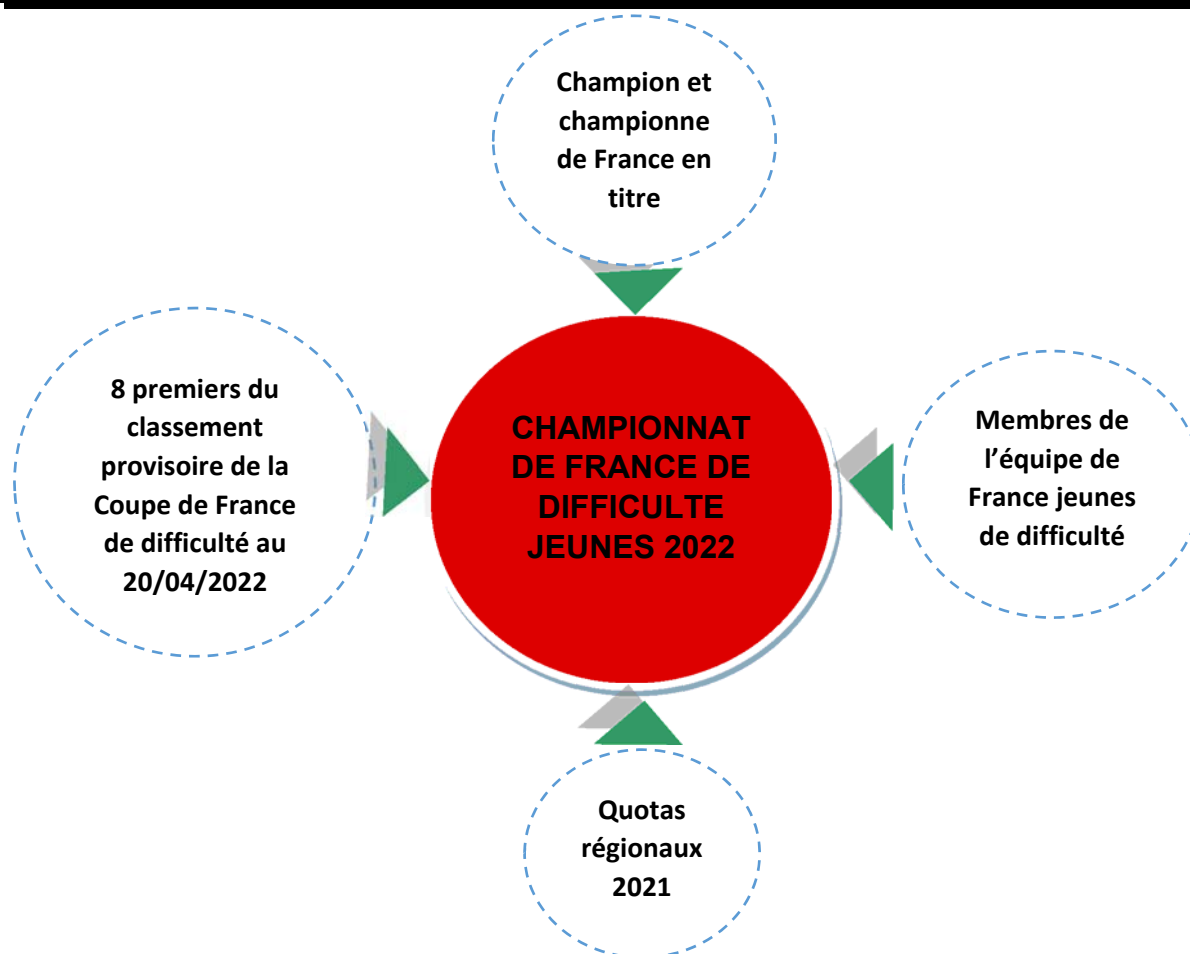 Champion et
championne
de France en
titre
8 premiers du
classement
provisoire de la
Coupe de France
de difficulté au
20/04/2022
CHAMPIONNAT
DE FRANCE DE
DIFFICULTE
JEUNES 2022
Membres de
l’équipe de
France jeunes
de difficulté
Quotas
régionaux
2021